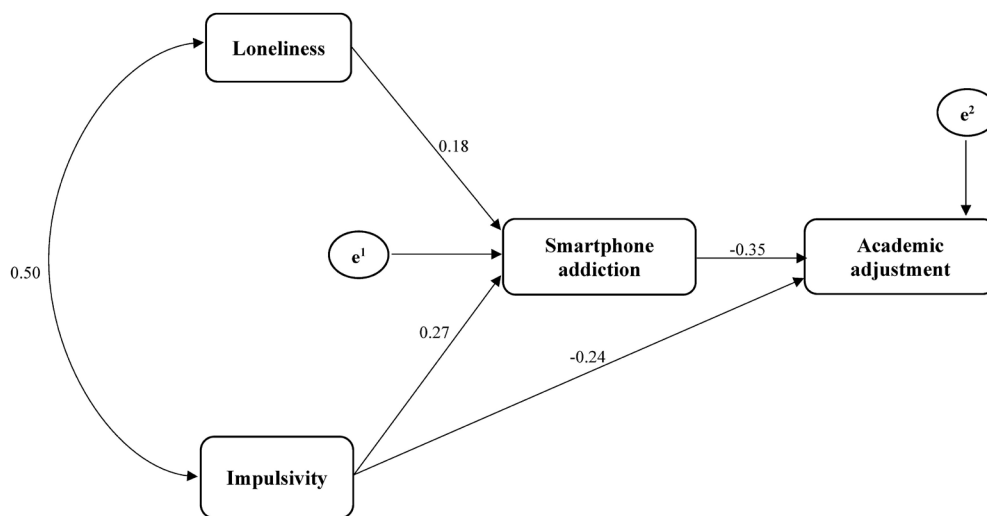 Loneliness
e²
0.18
Smartphone
addiction
Academic
adjustment
e¹
-0.35
0.50
0.27
-0.24
Impulsivity